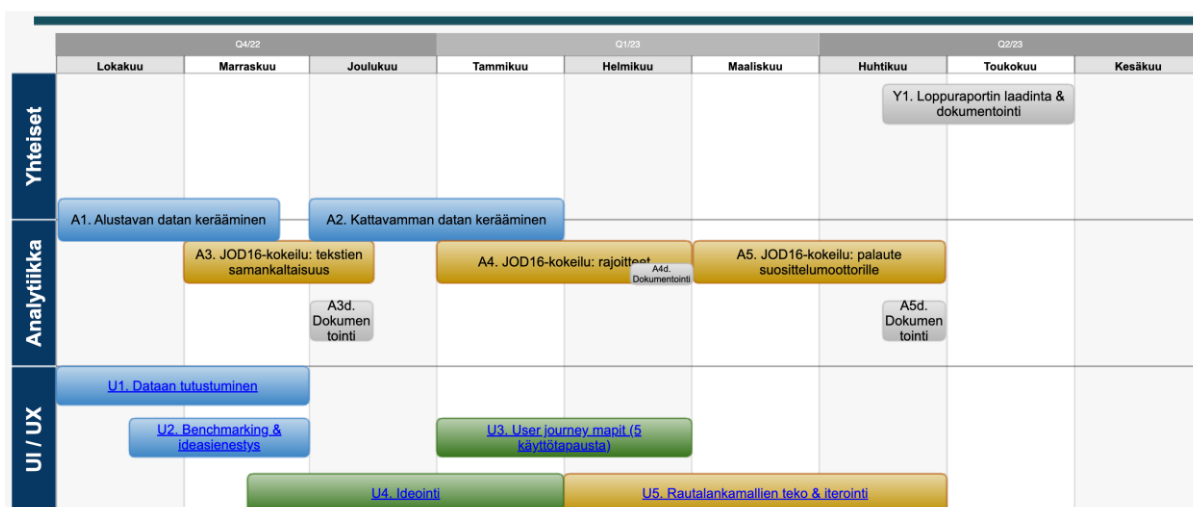 Q4/22
Q1/23
Q2/23
Lokakuu
Marraskuu
Joulukuu
Tammikuu
Helmikuu
Maaliskuu
Huhtikuu
Toukokuu
Kesäkuu
Yhteiset
Y1. Loppuraportin laadinta &
dokumentointi
A1. Alustavan datan kerääminen
A2. Kattavamman datan kerääminen
Analytiikka
A3. JOD16-kokeilu: tekstien
samankaltaisuus
A4. JOD16-kokeilu: rajoitteet
A4d.
Dokumentointi
A5. JOD16-kokeilu: palaute
suosittelumoottorille
A3d.
Dokumen
tointi
A5d.
Dokumen
tointi
UI / UX
U1. Dataan tutustuminen
U2. Benchmarking &
ideasienestys
U3. User journey mapit (5
käyttötapausta)
U4. Ideointi
U5. Rautalankamallien teko & iterointi